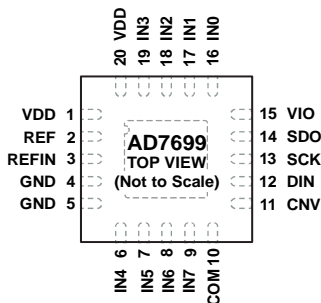 20 VDD
19 IN3
18 IN2
17 IN1
16 IN0
VDD 1
REF 2
REFIN 3
GND 4
GND 5
AD7699
TOP VIEW
(Not to Scale)
15 VIO
14 SDO
13 SCK
12 DIN
11 CNV
IN4 6
IN5 7
IN6 8
IN7 9
COM 10